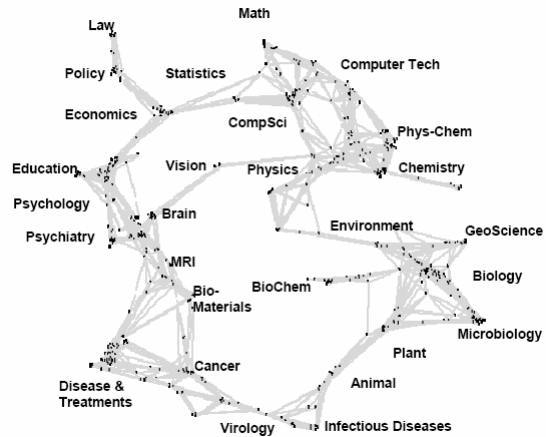 Math
Law
Computer Tech
Policy
Statistics
Economics
CompSci
Phys-Chem
Education
Vision
Physics
Chemistry
Psychology
Brain
Environment
GeoScience
Psychiatry
MRI
Biology
BioChem
Bio-
Materials
Microbiology
Plant
Cancer
Animal
Disease &
Treatments
Virology
Infectious Diseases